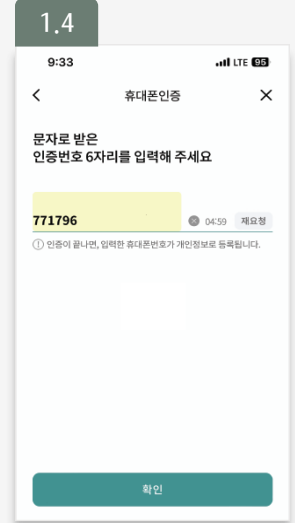 1.4
9:33
LTE 95
휴대폰인증
문자로 받은
인증번호 6자리를 입력해 주세요
771796
04:59 재요청
인증이 끝나면, 입력한 휴대폰번호가 개인정보로 등록됩니다.
확인